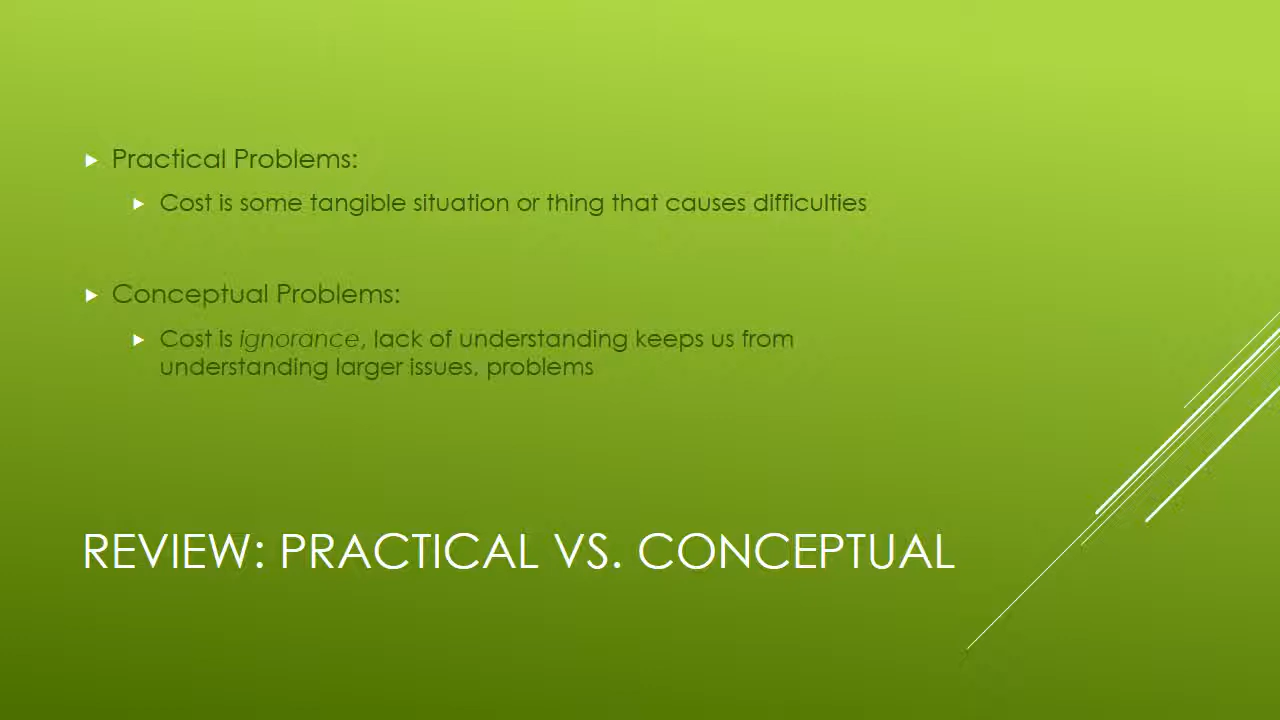 Practical Problems:
Cost is some tangible situation or thing that causes difficulties
Conceptual Problems:
Cost is ignorance, lack of understanding keeps us from
understanding larger issues, problems
REVIEW: PRACTICAL VS. CONCEPTUAL